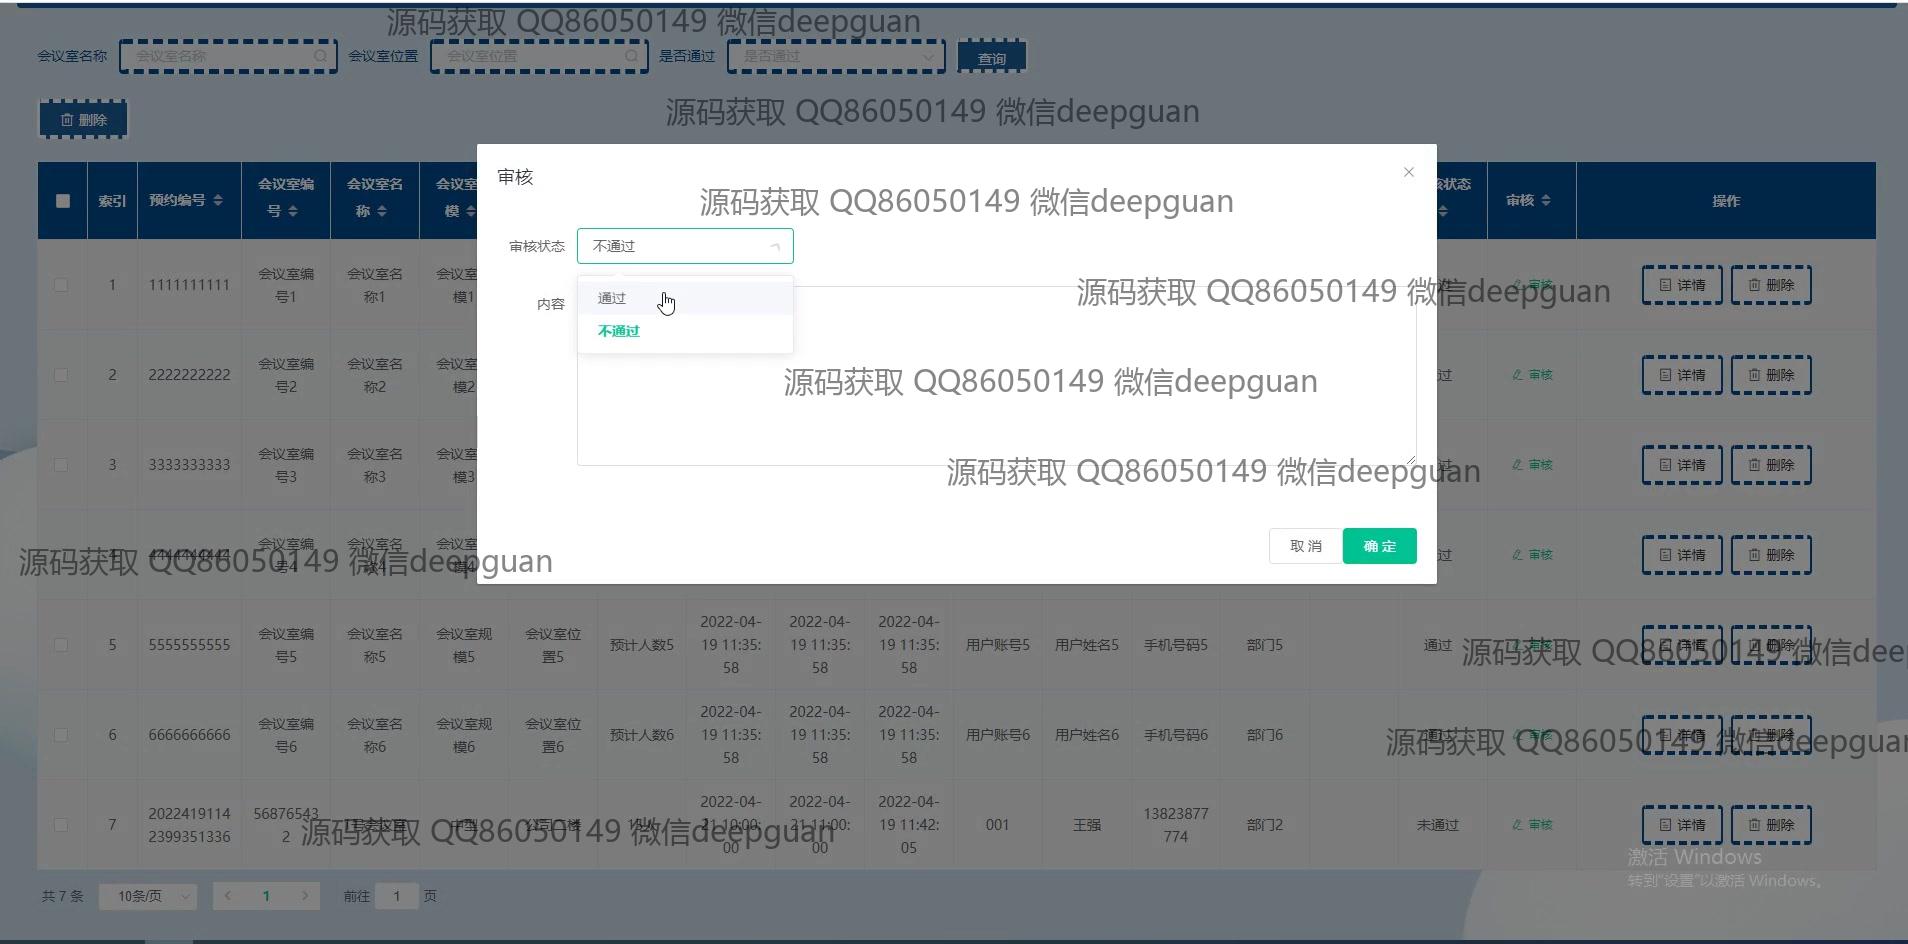 源码获取 QQ86050149 微信deepguan
会议室名称 会议室名称 会议室位置 会议室位置 是否通过 是否通过 查询
源码获取 QQ86050149 微信deepguan
删除
审核
源码获取 QQ86050149 微信deepguan
索引 预约编号 会议室编号 会议室名称 会议室 模 核状态 审核 操作
审核状态 不通过
通过
内容
不通过
源码获取 QQ86050149 微信deepguan
1 1111111111 会议室编号1 会议室名称1 会议室 模1 审核 详情 删除
2 2222222222 会议室编号2 会议室名称2 会议室 模2 过 审核 详情 删除
源码获取 QQ86050149 微信deepguan
3 3333333333 会议室编号3 会议室名称3 会议室 模3 过 审核 详情 删除
源码获取 QQ86050149 微信deepguan
取消 确定
4444444444 会议室编号4 会议室名称4 会议室 模4 过 审核 详情 删除
源码获取 QQ86050149 微信deepguan
5 5555555555 会议室编号5 会议室名称5 会议室规模5 会议室位置5 预计人数5 2022-04-19 11:35:58 2022-04-19 11:35:58 2022-04-19 11:35:58 用户账号5 用户姓名5 手机号码5 部门5 通过 审核 详情 删除
源码获取 QQ86050149 微信dee
6 6666666666 会议室编号6 会议室名称6 会议室规模6 会议室位置6 预计人数6 2022-04-19 11:35:58 2022-04-19 11:35:58 2022-04-19 11:35:58 用户账号6 用户姓名6 手机号码6 部门6 通过 审核 详情 删除
源码获取 QQ86050149 微信deepguan
7 20224191142399351336 568765432 1号会议室 中型 公司二楼 2022-04-21 10:00:00 2022-04-21 11:00:00 2022-04-19 11:42:05 001 王强 13823877774 部门2 未通过 审核 详情 删除
源码获取 QQ86050149 微信deepguan
激活 Windows
转到“设置”以激活 Windows。
共 7 条 10条/页 1 前往 1 页